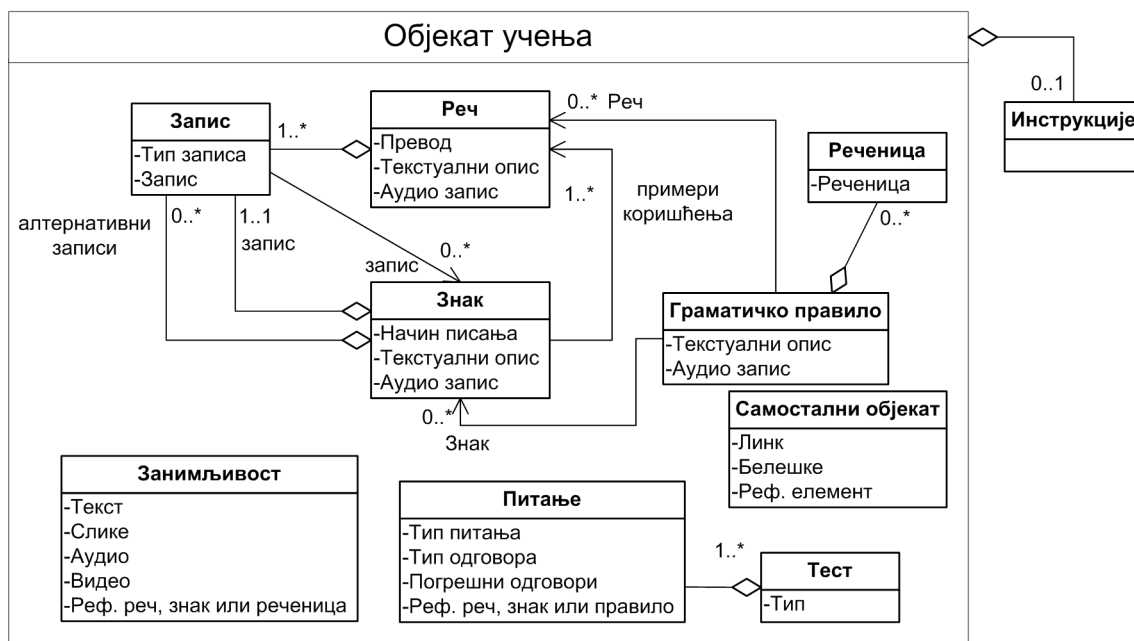 Објекат учења
0..1
Инструкције
Запис
-Тип записа
-Запис
1..*
Реч
-Превод
-Текстуални опис
-Аудио запис
0..* Реч
1..*
примери
коришћења
Реченица
-Реченица
0..*
алтернативни
записи
0..*
1..1
запис
0..*
запис
Знак
-Начин писања
-Текстуални опис
-Аудио запис
Граматичко правило
-Текстуални опис
-Аудио запис
0..*
Знак
Самостални објекат
-Линк
-Белешке
-Реф. елемент
Занимљивост
-Текст
-Слике
-Аудио
-Видео
-Реф. реч, знак или реченица
Питање
-Тип питања
-Тип одговора
-Погрешни одговори
-Реф. реч, знак или правило
1..*
Тест
-Тип